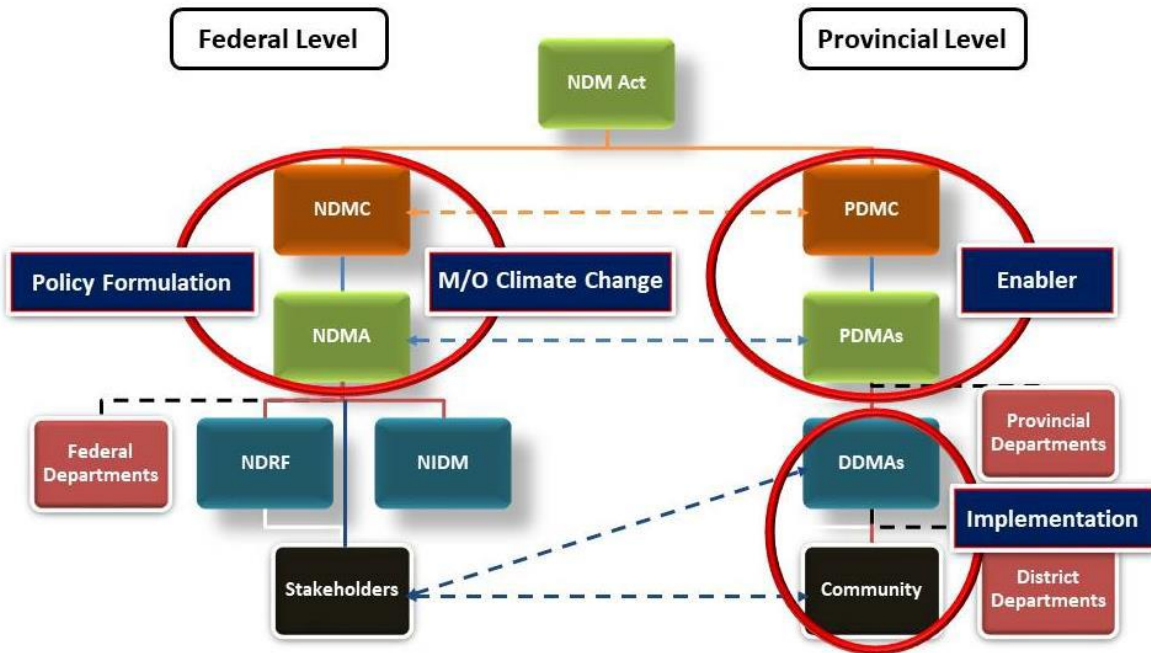 Federal Level
Provincial Level
NDM Act
NDMC
PDMC
Policy Formulation
M/O Climate Change
Enabler
NDMA
PDMAs
Federal
Departments
NDRF
NIDM
DDMAs
Provincial
Departments
Implementation
Stakeholders
Community
District
Departments